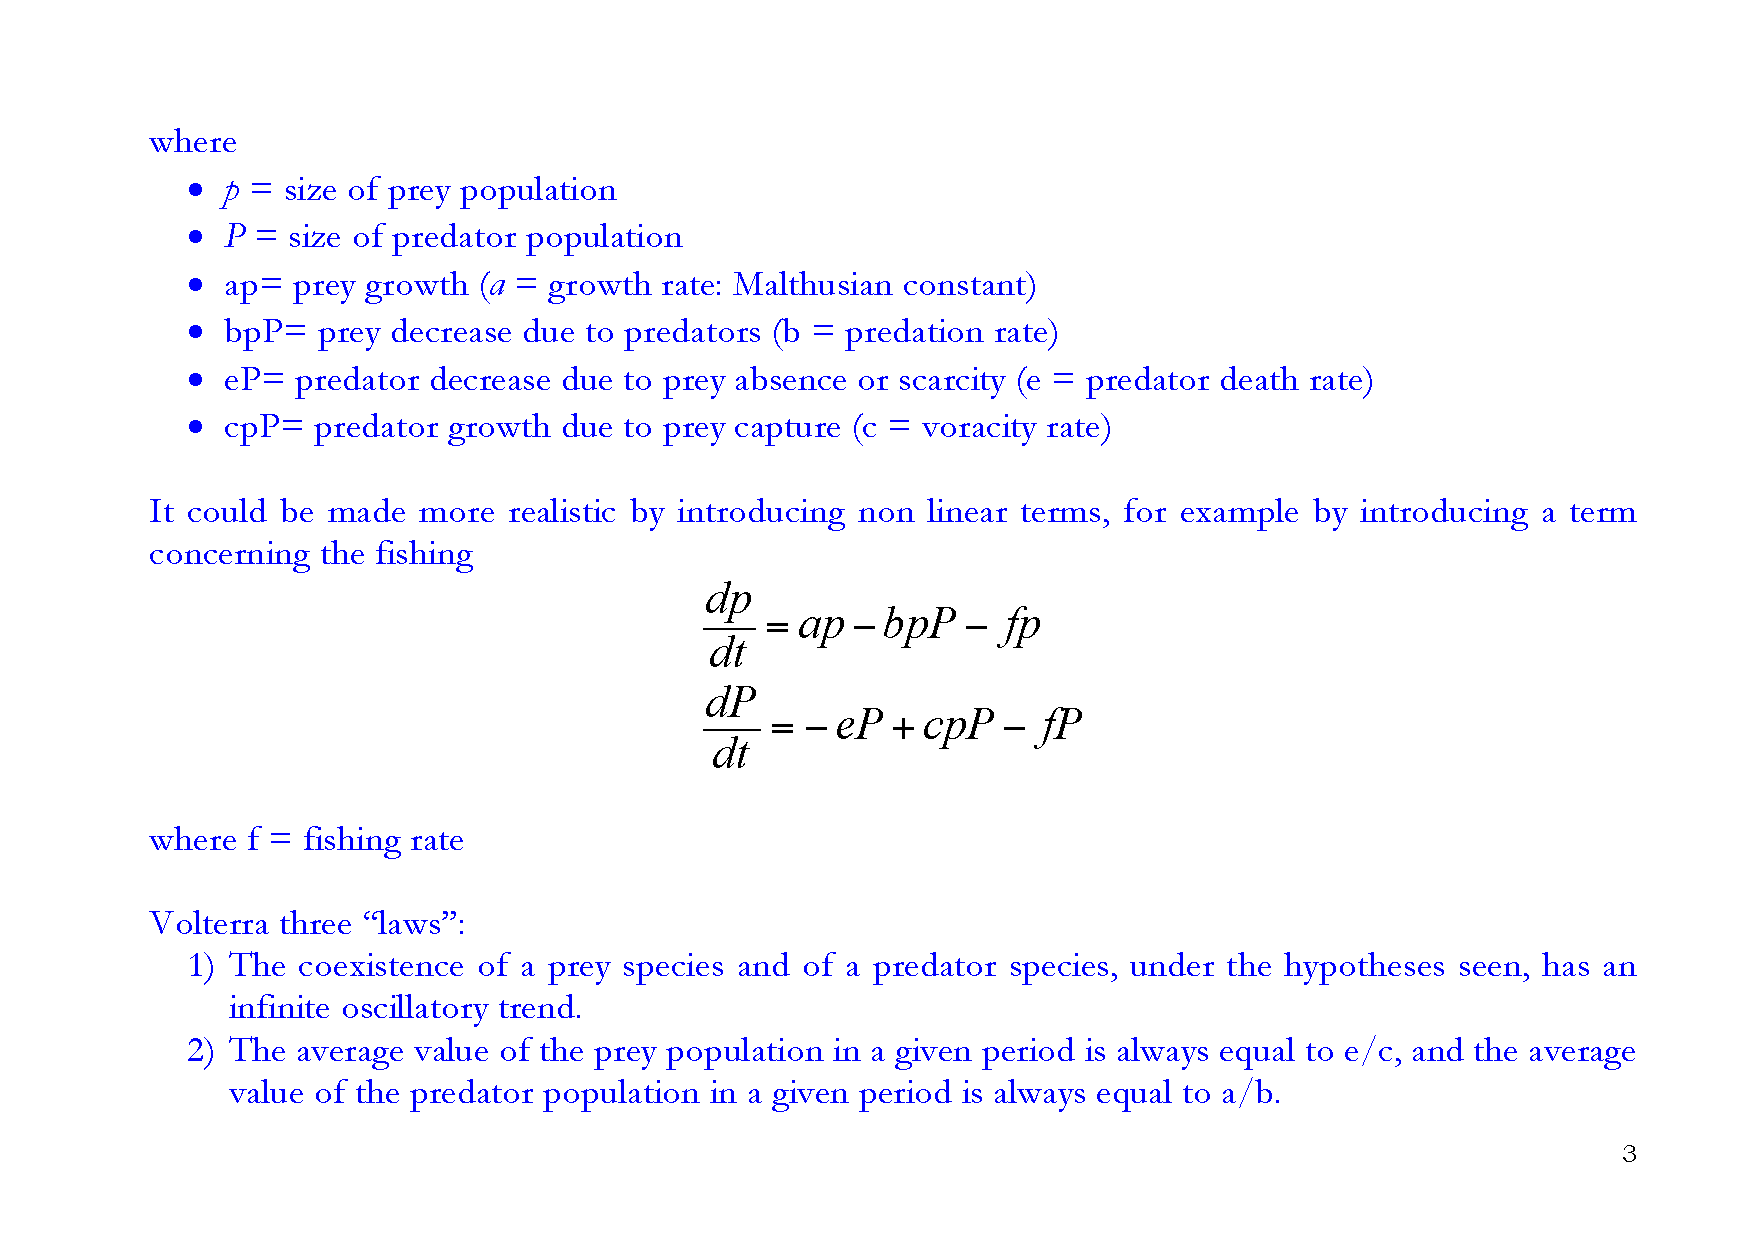 where
• p = size of prey population
• P = size of predator population
• ap= prey growth (a = growth rate: Malthusian constant)
• bpP= prey decrease due to predators (b = predation rate)
• eP= predator decrease due to prey absence or scarcity (e = predator death rate)
• cpP= predator growth due to prey capture (c = voracity rate)
It could be made more realistic by introducing non linear terms, for example by introducing a term
concerning the fishing
dp/dt = ap − bpP − fp
dP/dt = − eP + cpP − fP
where f = fishing rate
Volterra three “laws”:
1) The coexistence of a prey species and of a predator species, under the hypotheses seen, has an
infinite oscillatory trend.
2) The average value of the prey population in a given period is always equal to e/c, and the average
value of the predator population in a given period is always equal to a/b.
3